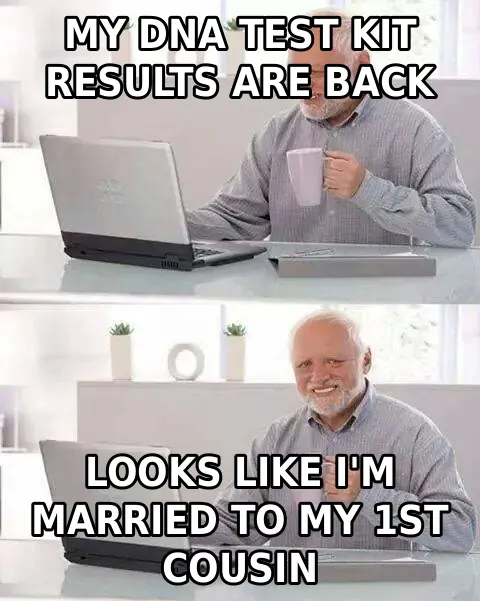 MY DNA TEST KIT
RESULTS ARE BACK
LOOKS LIKE I'M
MARRIED TO MY 1ST
COUSIN